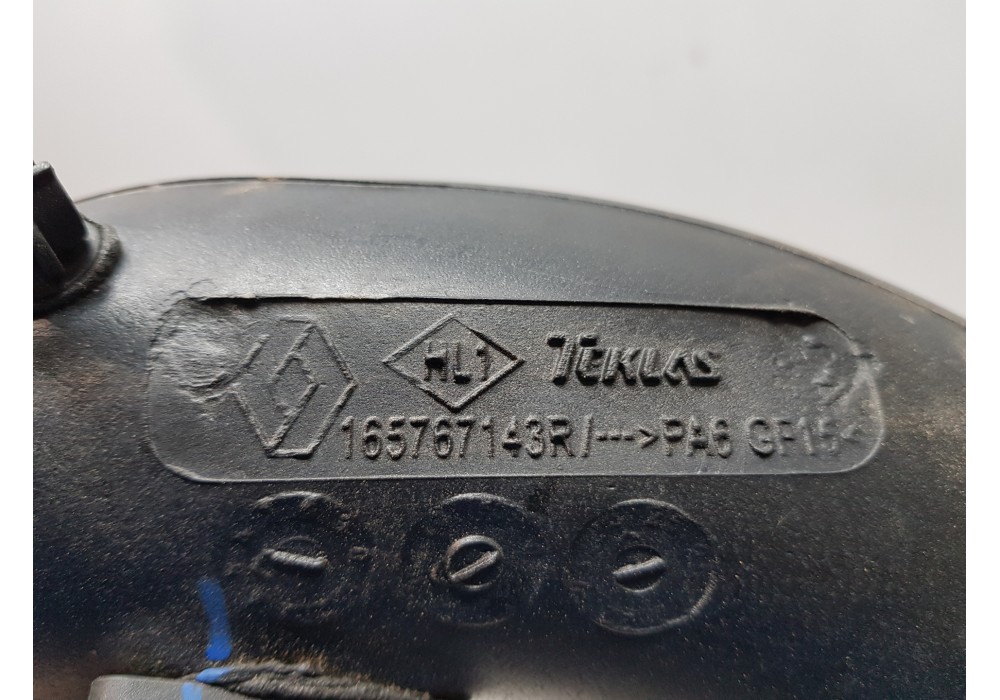 HL1 TEKLAS
165767143R/--->PA6 GF15<